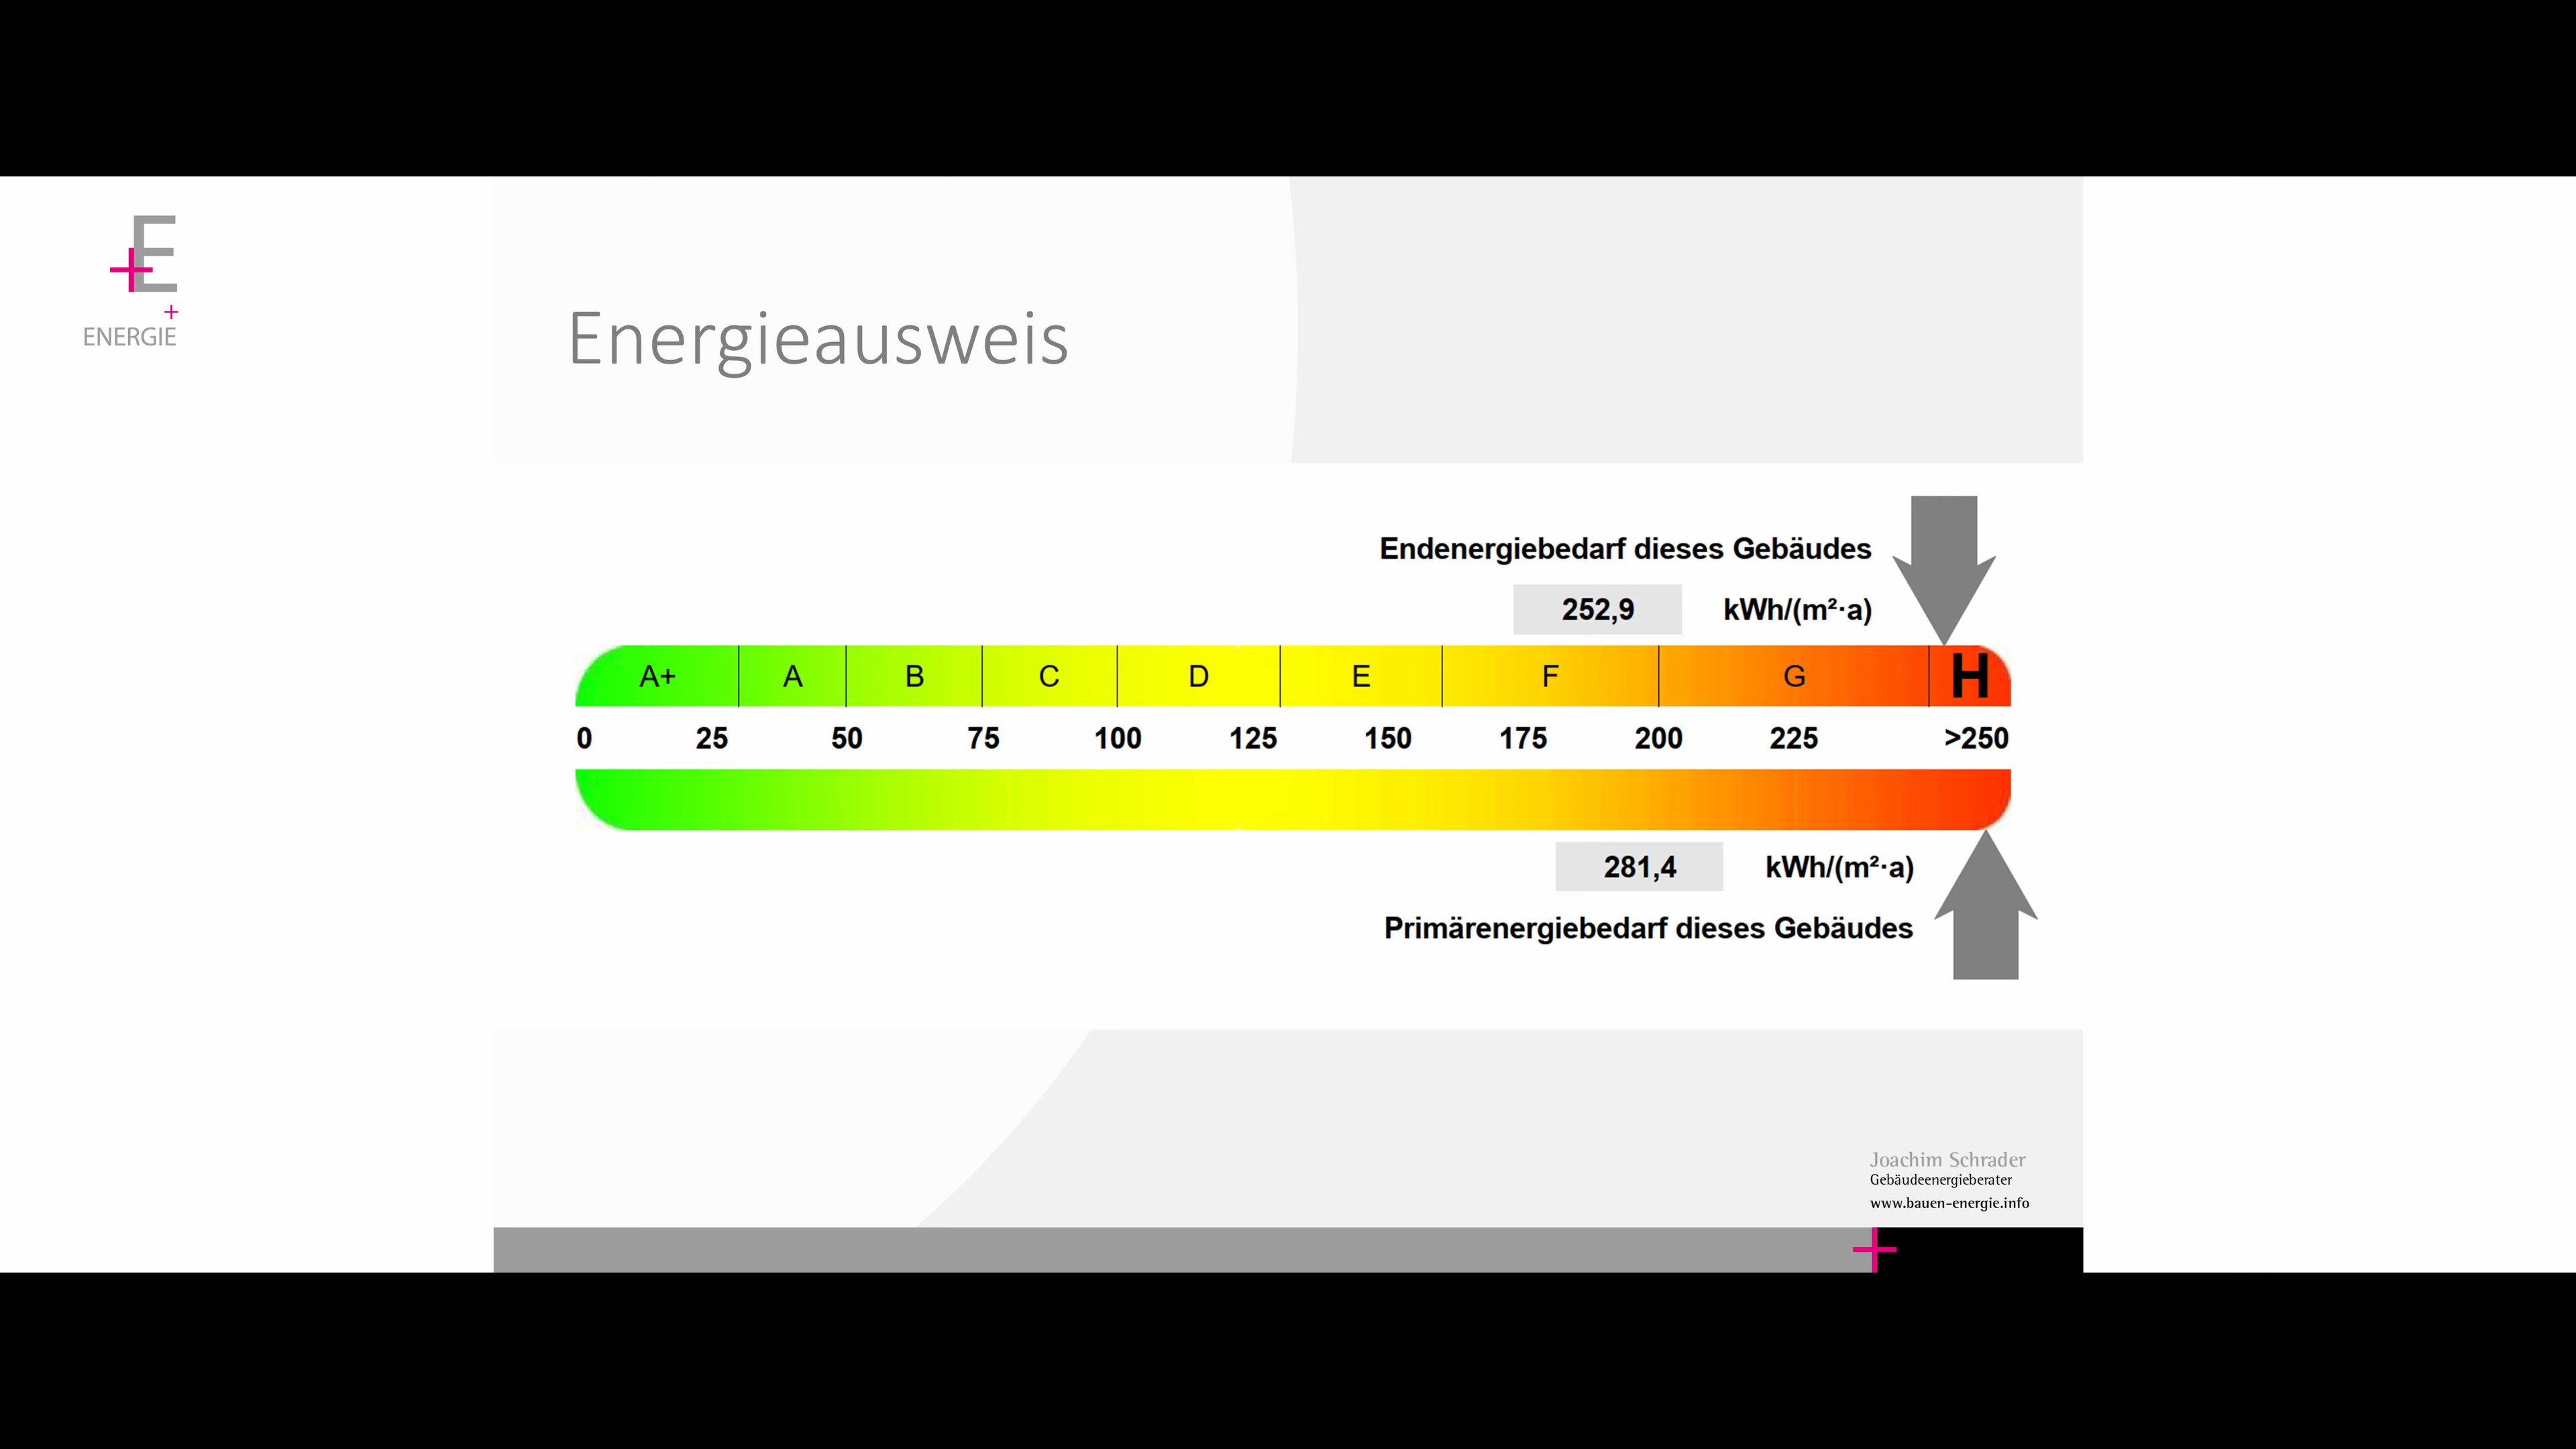 E
ENERGIE
Energieausweis
Endenergiebedarf dieses Gebäudes
252,9 kWh/(m²·a)
A+ A B C D E F G H
0 25 50 75 100 125 150 175 200 225 >250
281,4 kWh/(m²·a)
Primärenergiebedarf dieses Gebäudes
Joachim Schrader
Gebäudeenergieberater
www.bauen-energie.info